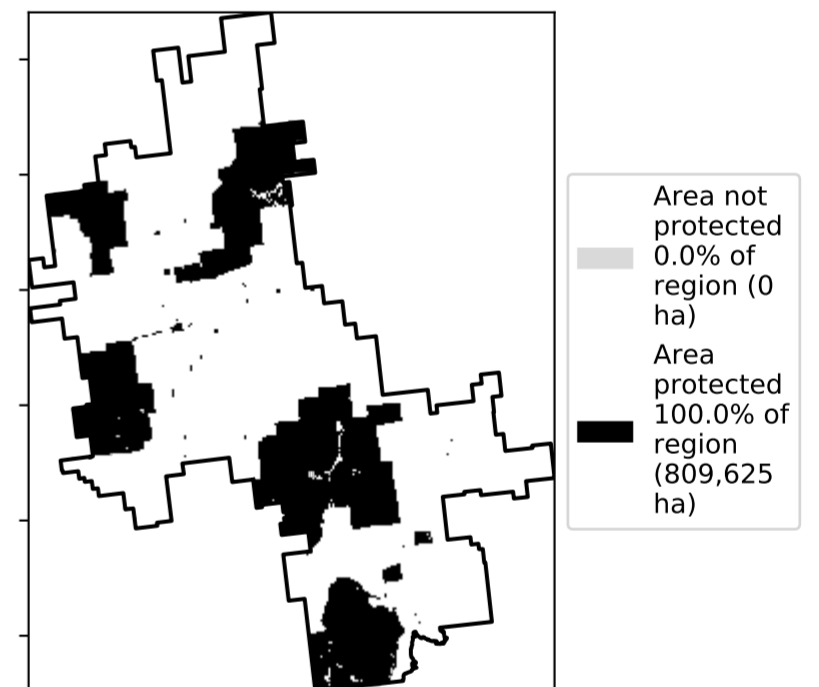 Area not
protected
0.0% of
region (0
ha)
Area
protected
100.0% of
region
(809,625
ha)